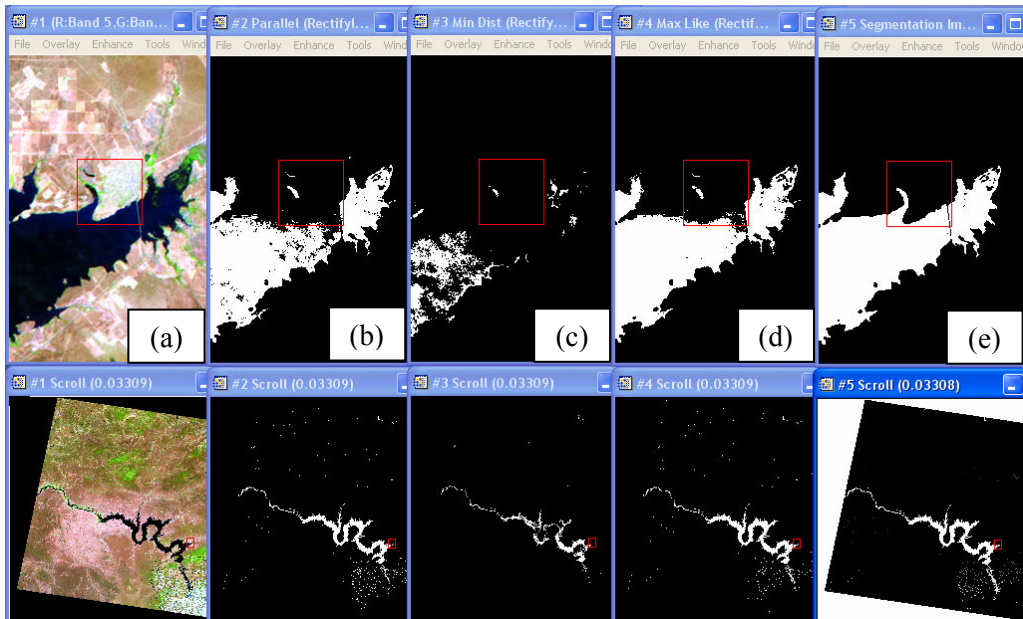 #1 (R:Band 5,G:Ban...
#2 Parallel (RectifyI...
#3 Min Dist (Rectify...
#4 Max Like (Rectif...
#5 Segmentation Im...
File Overlay Enhance Tools Wind
File Overlay Enhance Tools Windo
File Overlay Enhance Tools Windo
File Overlay Enhance Tools Windo
File Overlay Enhance Tools Windo
(a)
(b)
(c)
(d)
(e)
#1 Scroll (0.03309)
#2 Scroll (0.03309)
#3 Scroll (0.03309)
#4 Scroll (0.03309)
#5 Scroll (0.03308)